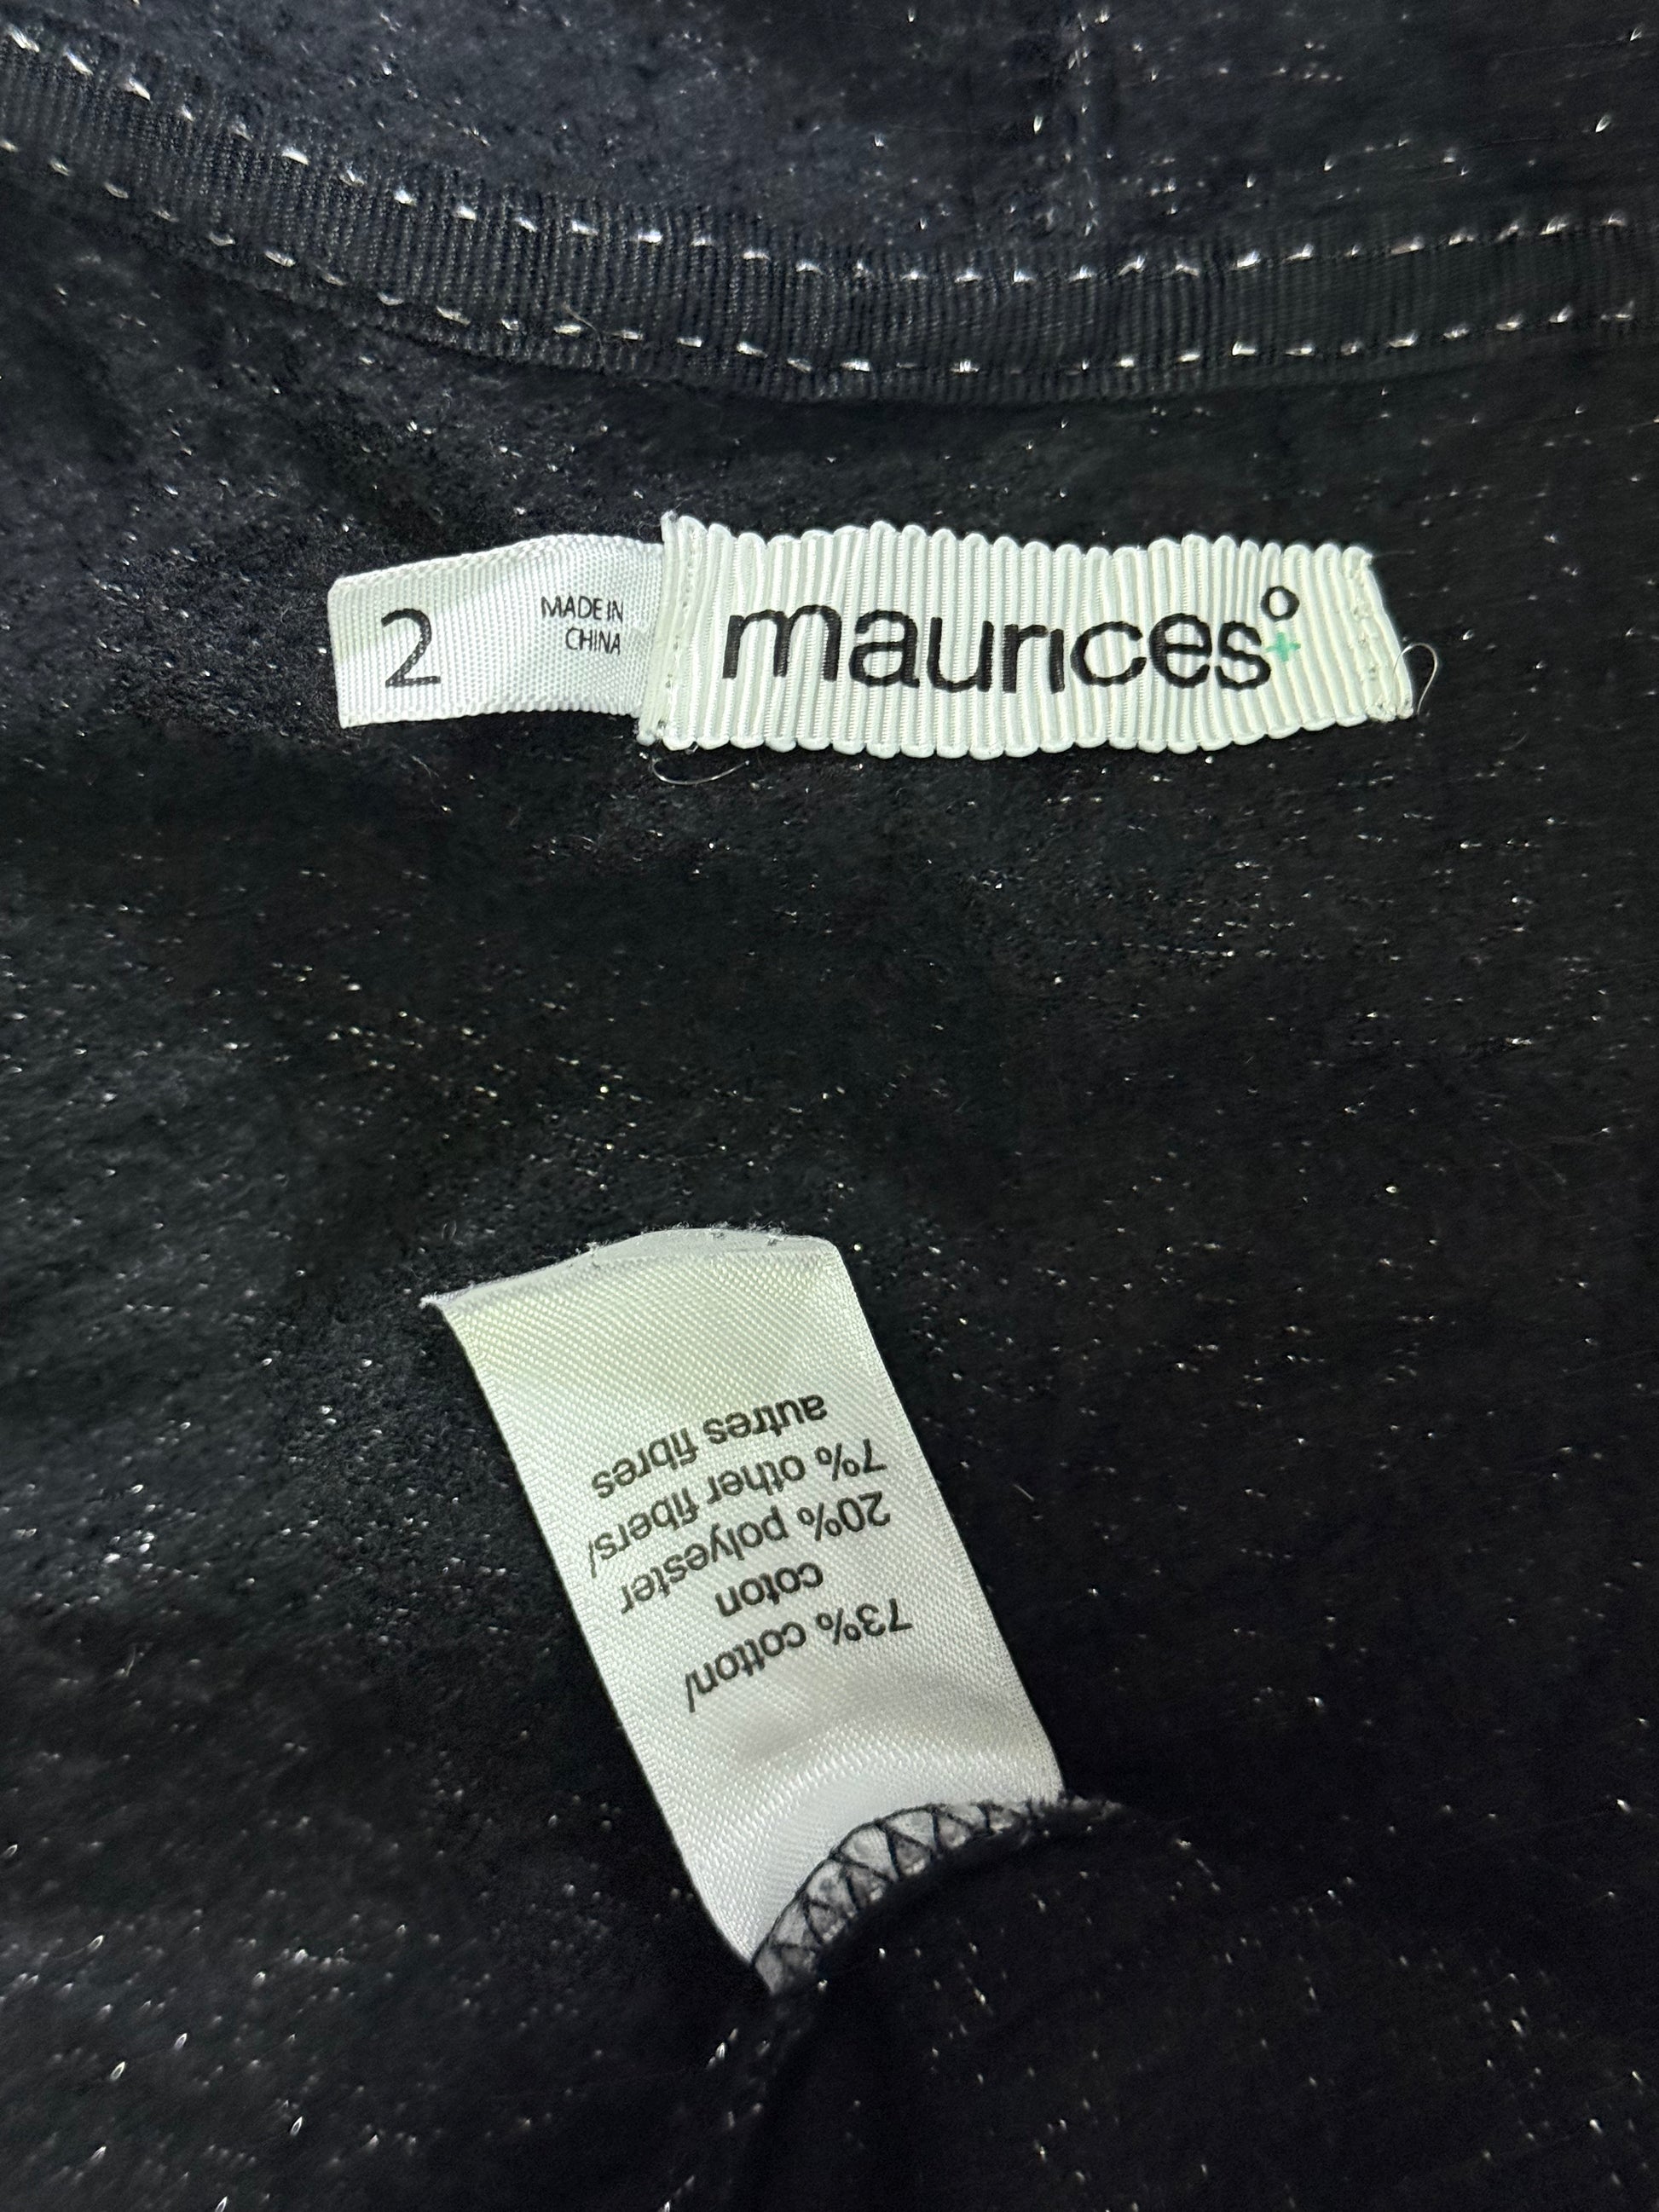 2
MADE IN
CHINA
maurices
73% cotton/
coton
20% polyester
7% other fibers/
autres fibres